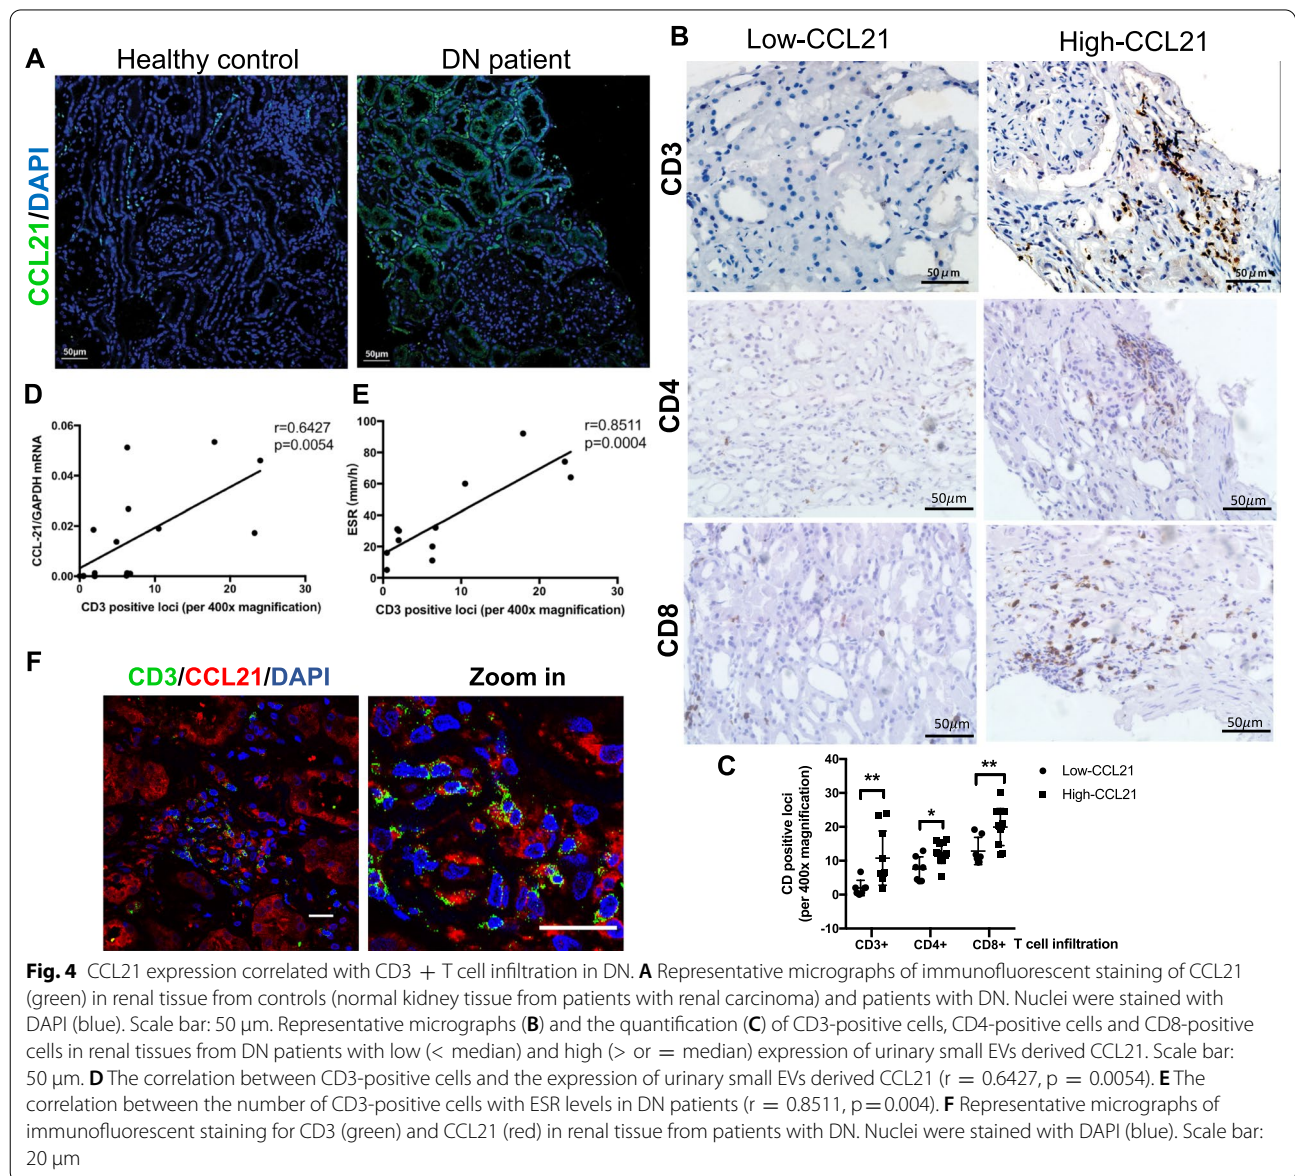 A
Healthy control
DN patient
CCL21/DAPI
50μm
50μm
B
Low-CCL21
High-CCL21
CD3
50μm
50μm
CD4
50μm
50μm
CD8
50μm
50μm
D
r=0.6427
p=0.0054
CCL-21/GAPDH mRNA
0.06
0.04
0.02
0.00
0
10
20
30
CD3 positive loci (per 400x magnification)
E
r=0.8511
p=0.0004
ESR (mm/h)
100
80
60
40
20
0
0
10
20
30
CD3 positive loci (per 400x magnification)
F
CD3/CCL21/DAPI
Zoom in
C
CD positive loci
(per 400x magnification)
40
30
20
10
0
-10
**
*
**
CD3+
CD4+
CD8+
T cell infiltration
Low-CCL21
High-CCL21
Fig. 4 CCL21 expression correlated with CD3 + T cell infiltration in DN. A Representative micrographs of immunofluorescent staining of CCL21
(green) in renal tissue from controls (normal kidney tissue from patients with renal carcinoma) and patients with DN. Nuclei were stained with
DAPI (blue). Scale bar: 50 μm. Representative micrographs (B) and the quantification (C) of CD3-positive cells, CD4-positive cells and CD8-positive
cells in renal tissues from DN patients with low (< median) and high (> or = median) expression of urinary small EVs derived CCL21. Scale bar:
50 μm. D The correlation between CD3-positive cells and the expression of urinary small EVs derived CCL21 (r = 0.6427, p = 0.0054). E The
correlation between the number of CD3-positive cells with ESR levels in DN patients (r = 0.8511, p=0.004). F Representative micrographs of
immunofluorescent staining for CD3 (green) and CCL21 (red) in renal tissue from patients with DN. Nuclei were stained with DAPI (blue). Scale bar:
20 μm